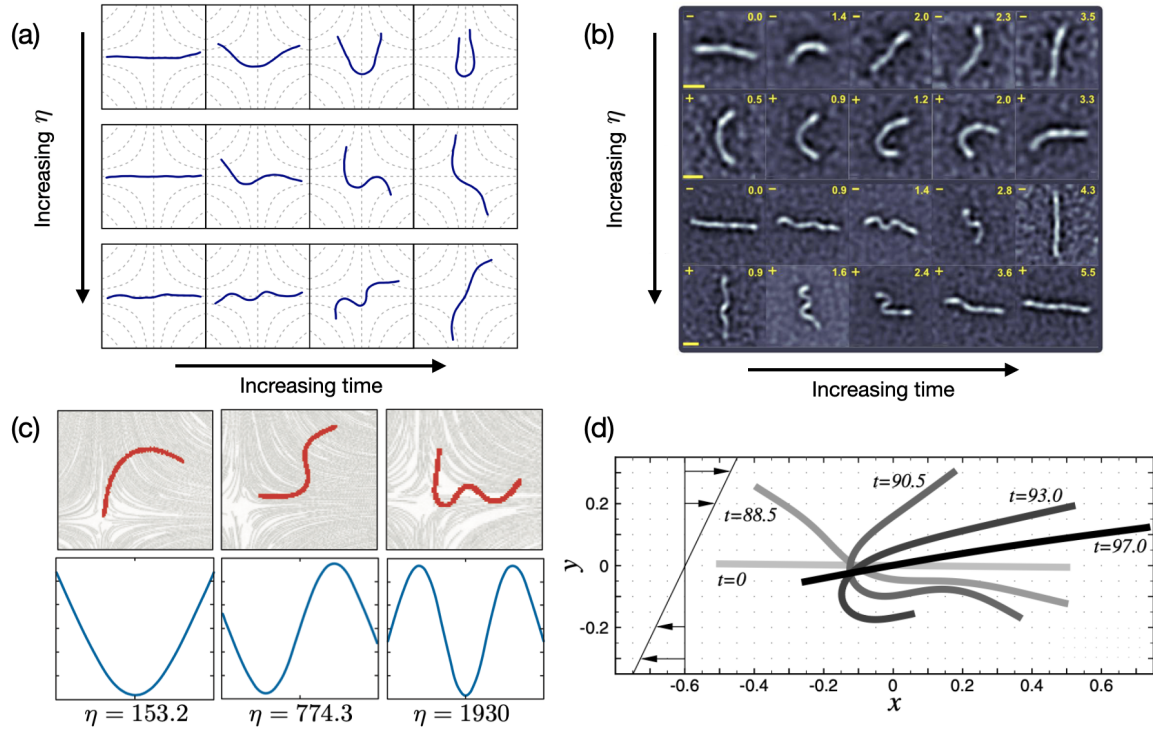 (a)
Increasing η
Increasing time
(b)
Increasing η
- 0.0 - 1.4 - 2.0 - 2.3 - 3.5
+ 0.5 + 0.9 + 1.2 + 2.0 - 3.3
- 0.0 - 0.9 - 1.4 - 2.8 - 4.3
+ 0.9 + 1.6 + 2.4 + 3.6 + 5.5
Increasing time
(c)
η = 153.2 η = 774.3 η = 1930
(d)
y
0.2
0
-0.2
t=88.5
t=0
t=90.5
t=93.0
t=97.0
-0.6 -0.4 -0.2 0 0.2 0.4 0.6
x